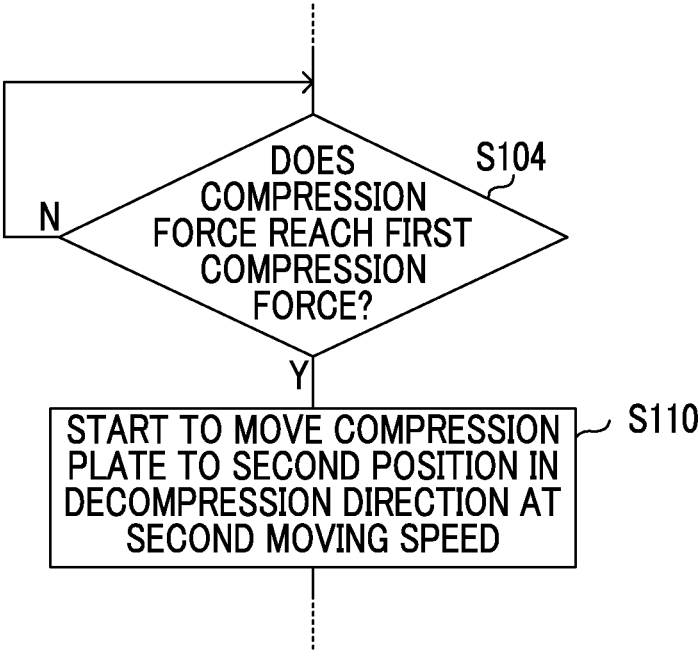 S104
DOES
COMPRESSION
FORCE REACH FIRST
COMPRESSION
FORCE?
N
Y
START TO MOVE COMPRESSION
PLATE TO SECOND POSITION IN
DECOMPRESSION DIRECTION AT
SECOND MOVING SPEED
S110